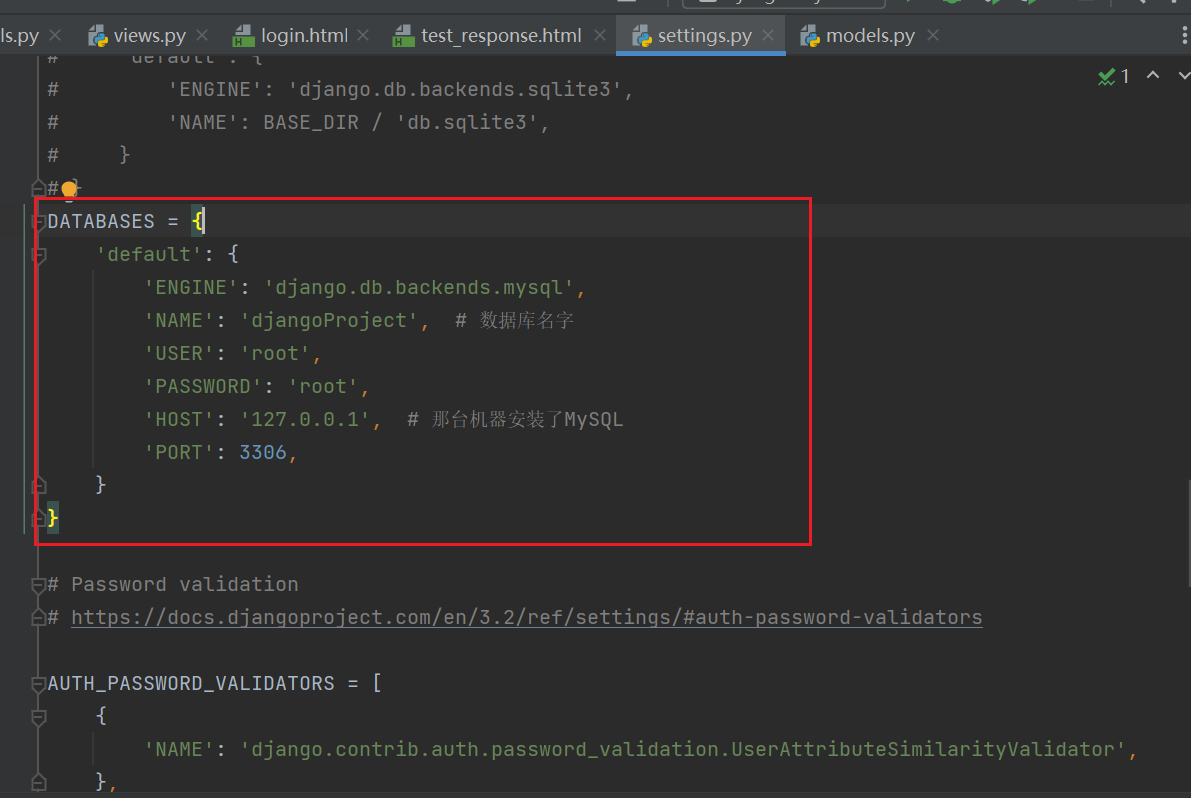 ls.py views.py login.html test_response.html settings.py models.py
# 'default': {
#         'ENGINE': 'django.db.backends.sqlite3',
#         'NAME': BASE_DIR / 'db.sqlite3',
#     }
# }
1
DATABASES = {
    'default': {
        'ENGINE': 'django.db.backends.mysql',
        'NAME': 'djangoProject',  # 数据库名字
        'USER': 'root',
        'PASSWORD': 'root',
        'HOST': '127.0.0.1',  # 那台机器安装了MySQL
        'PORT': 3306,
    }
}
# Password validation
# https://docs.djangoproject.com/en/3.2/ref/settings/#auth-password-validators
AUTH_PASSWORD_VALIDATORS = [
    {
        'NAME': 'django.contrib.auth.password_validation.UserAttributeSimilarityValidator',
    },